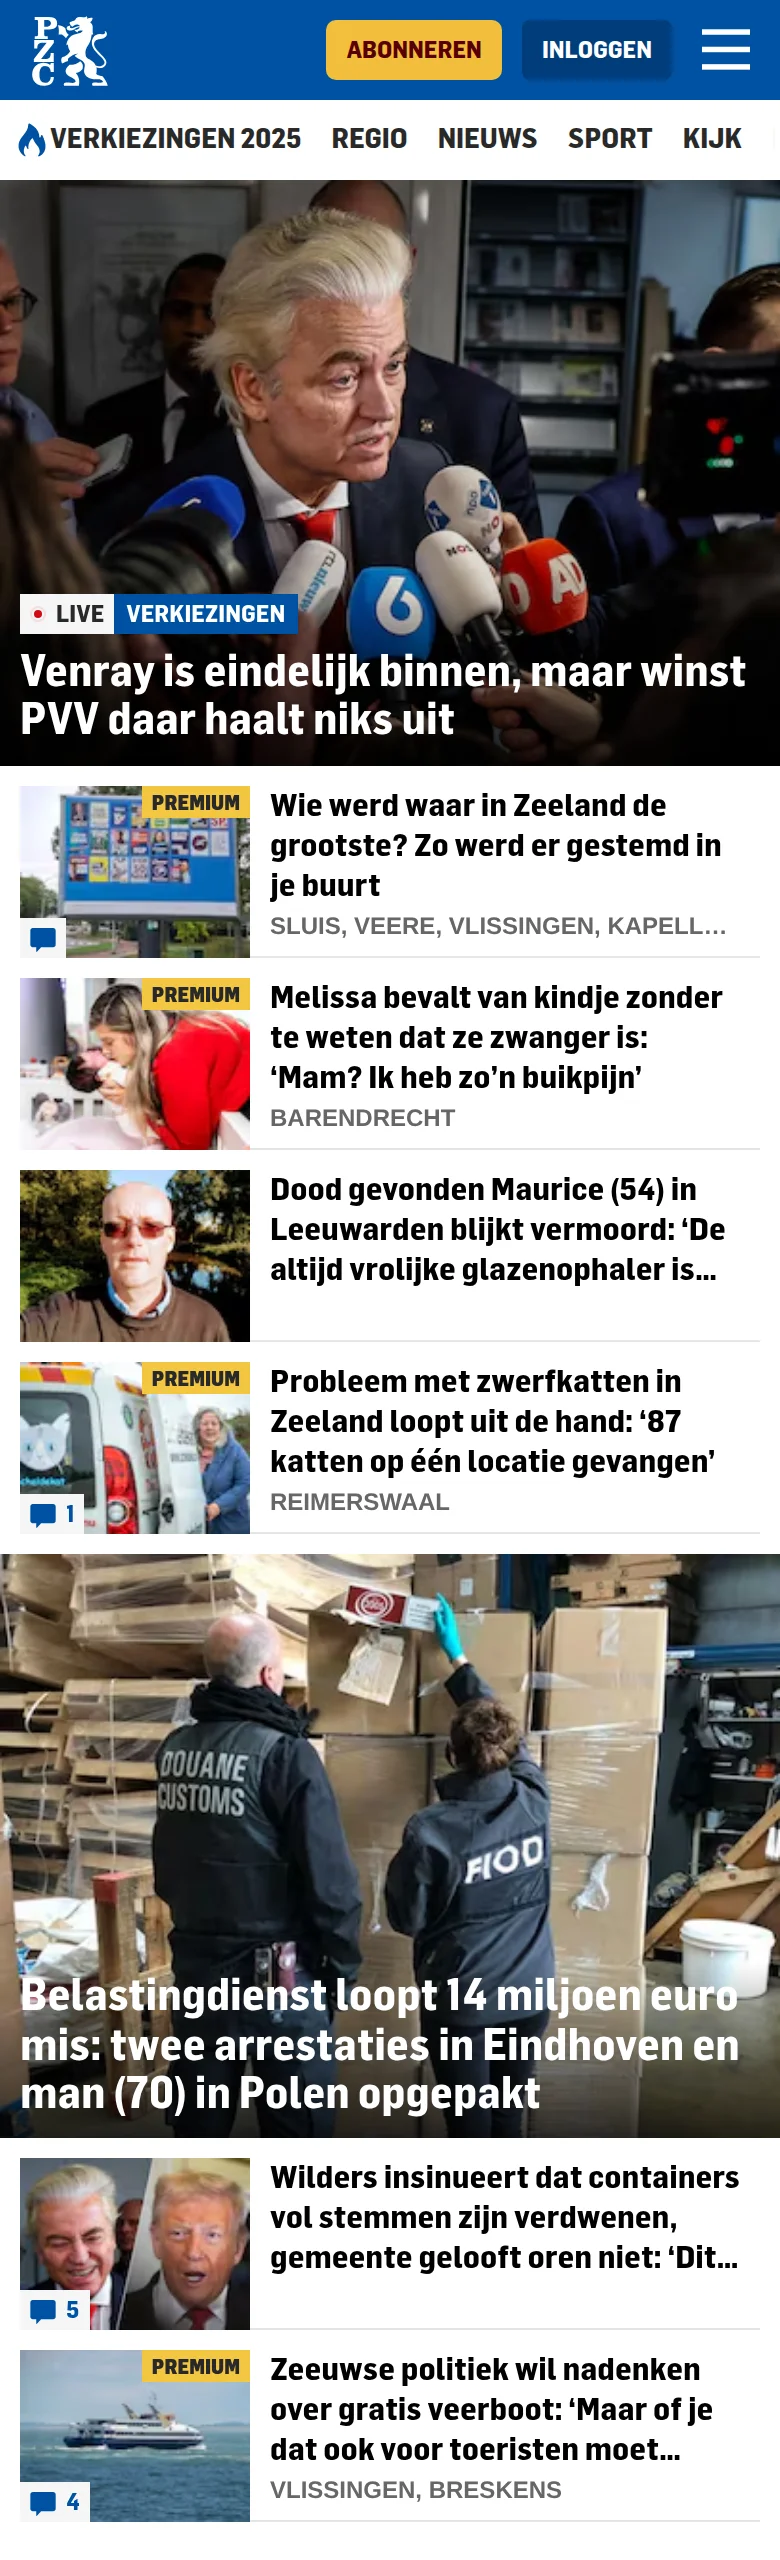 PZC
ABONNEREN
INLOGGEN
VERKIEZINGEN 2025
REGIO
NIEUWS
SPORT
KIJK
NOS
6
AD
LIVE
VERKIEZINGEN
Venray is eindelijk binnen, maar winst
PVV daar haalt niks uit
PREMIUM
Wie werd waar in Zeeland de
grootste? Zo werd er gestemd in
je buurt
SLUIS, VEERE, VLISSINGEN, KAPELL...
PREMIUM
Melissa bevalt van kindje zonder
te weten dat ze zwanger is:
‘Mam? Ik heb zo’n buikpijn’
BARENDRECHT
Dood gevonden Maurice (54) in
Leeuwarden blijkt vermoord: ‘De
altijd vrolijke glazenophaler is...
PREMIUM
1
Probleem met zwerfkatten in
Zeeland loopt uit de hand: ‘87
katten op één locatie gevangen’
REIMERSWAAL
DOUANE
CUSTOMS
FIOD
Belastingdienst loopt 14 miljoen euro
mis: twee arrestaties in Eindhoven en
man (70) in Polen opgepakt
5
Wilders insinueert dat containers
vol stemmen zijn verdwenen,
gemeente gelooft oren niet: ‘Dit...
PREMIUM
4
Zeeuwse politiek wil nadenken
over gratis veerboot: ‘Maar of je
dat ook voor toeristen moet...
VLISSINGEN, BRESKENS